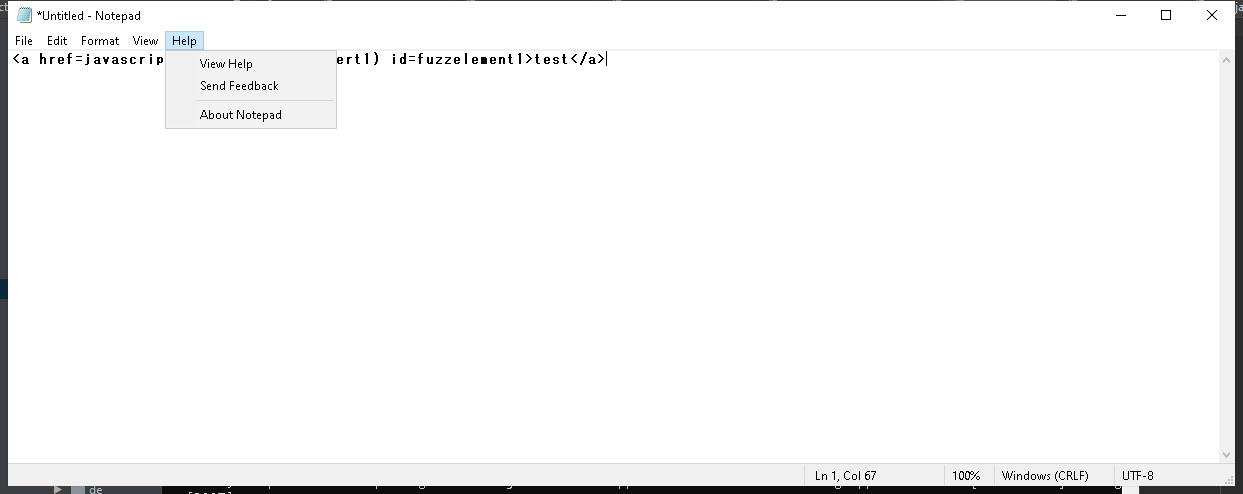 *Untitled - Notepad
File Edit Format View Help
<a href=javascrip ert1) id=fuzzelement1>test</a>
View Help
Send Feedback
About Notepad
Ln 1, Col 67 100% Windows (CRLF) UTF-8
de